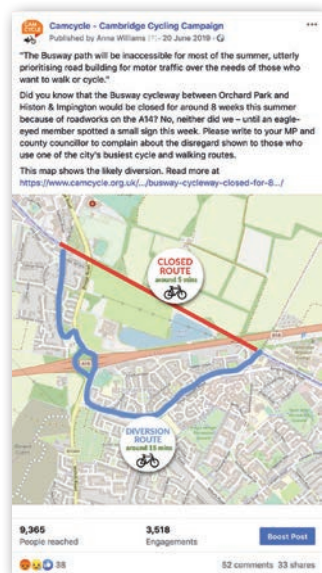 Camcycle - Cambridge Cycling Campaign
Published by Anna Williams [?] · 20 June 2019 ·
"The Busway path will be inaccessible for most of the summer, utterly
prioritising road building for motor traffic over the needs of those who
want to walk or cycle."
Did you know that the Busway cycleway between Orchard Park and
Histon & Impington would be closed for around 8 weeks this summer
because of roadworks on the A14? No, neither did we – until an eagle-
eyed member spotted a small sign this week. Please write to your MP and
county councillor to complain about the disregard shown to those who
use one of the city's busiest cycle and walking routes.
This map shows the likely diversion. Read more at
https://www.camcycle.org.uk/.../busway-cycleway-closed-for-8.../
CLOSED
ROUTE
around 5 mins
DIVERSION
ROUTE
around 15 mins
9,365
People reached
3,518
Engagements
Boost Post
38
52 comments 33 shares